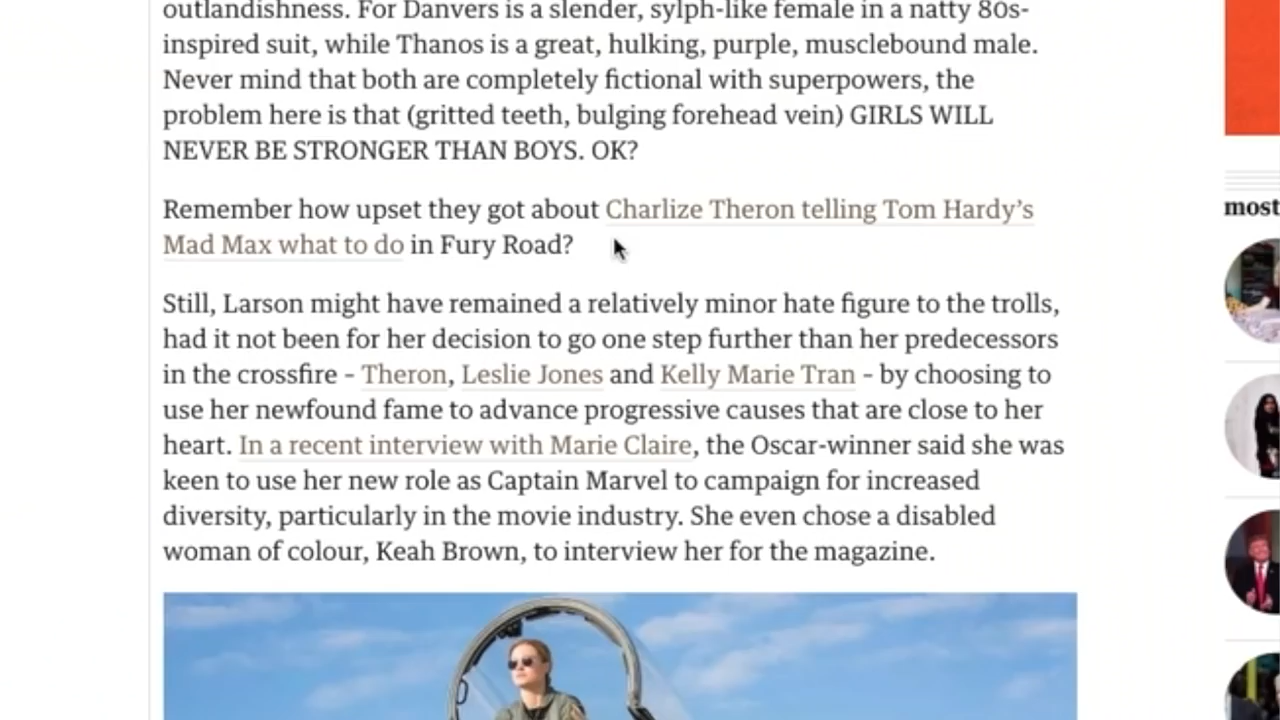 outlandishness. For Danvers is a slender, sylph-like female in a natty 80s-
inspired suit, while Thanos is a great, hulking, purple, musclebound male.
Never mind that both are completely fictional with superpowers, the
problem here is that (gritted teeth, bulging forehead vein) GIRLS WILL
NEVER BE STRONGER THAN BOYS. OK?
Remember how upset they got about Charlize Theron telling Tom Hardy’s
Mad Max what to do in Fury Road?
Still, Larson might have remained a relatively minor hate figure to the trolls,
had it not been for her decision to go one step further than her predecessors
in the crossfire – Theron, Leslie Jones and Kelly Marie Tran – by choosing to
use her newfound fame to advance progressive causes that are close to her
heart. In a recent interview with Marie Claire, the Oscar-winner said she was
keen to use her new role as Captain Marvel to campaign for increased
diversity, particularly in the movie industry. She even chose a disabled
woman of colour, Keah Brown, to interview her for the magazine.
most